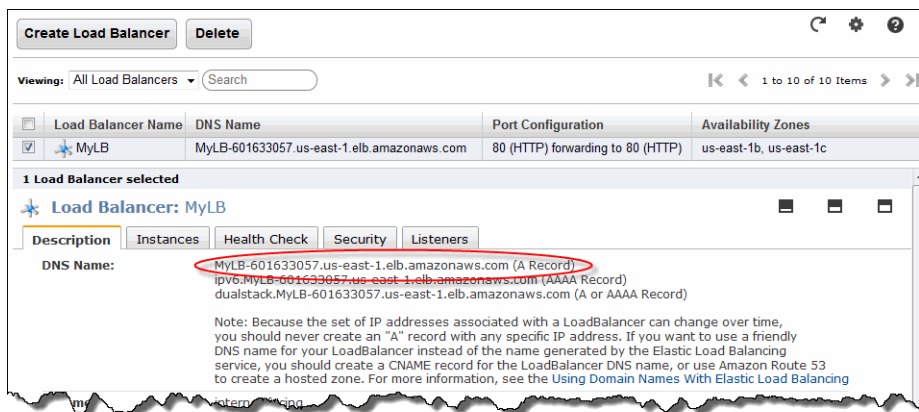 Create Load Balancer Delete
Viewing: All Load Balancers Search 1 to 10 of 10 Items
Load Balancer Name DNS Name Port Configuration Availability Zones
MyLB MyLB-601633057.us-east-1.elb.amazonaws.com 80 (HTTP) forwarding to 80 (HTTP) us-east-1b, us-east-1c
1 Load Balancer selected
Load Balancer: MyLB
Description Instances Health Check Security Listeners
DNS Name: MyLB-601633057.us-east-1.elb.amazonaws.com (A Record)
ipv6.MyLB-601633057.us-east-1.elb.amazonaws.com (AAAA Record)
dualstack.MyLB-601633057.us-east-1.elb.amazonaws.com (A or AAAA Record)
Note: Because the set of IP addresses associated with a LoadBalancer can change over time,
you should never create an "A" record with any specific IP address. If you want to use a friendly
DNS name for your LoadBalancer instead of the name generated by the Elastic Load Balancing
service, you should create a CNAME record for the LoadBalancer DNS name, or use Amazon Route 53
to create a hosted zone. For more information, see the Using Domain Names With Elastic Load Balancing